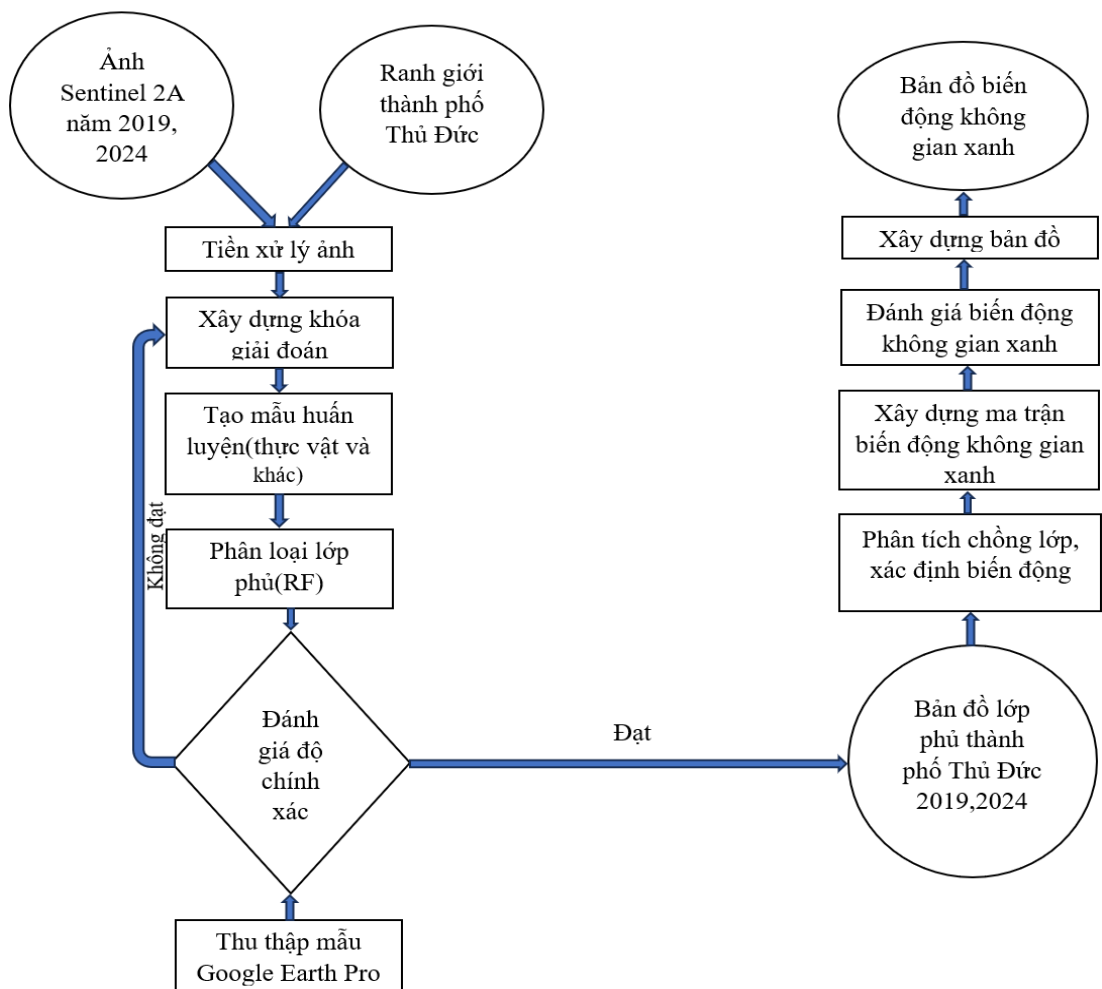 Ảnh
Sentinel 2A
năm 2019,
2024
Ranh giới
thành phố
Thủ Đức
Tiền xử lý ảnh
Xây dựng khóa
giải đoán
Tạo mẫu huấn
luyện(thực vật và
khác)
Phân loại lớp
phủ(RF)
Không đạt
Đánh
giá độ
chính
xác
Thu thập mẫu
Google Earth Pro
Đạt
Bản đồ lớp
phủ thành
phố Thủ Đức
2019,2024
Phân tích chồng lớp,
xác định biến động
Xây dựng ma trận
biến động không gian
xanh
Đánh giá biến động
không gian xanh
Xây dựng bản đồ
Bản đồ biến
động không
gian xanh